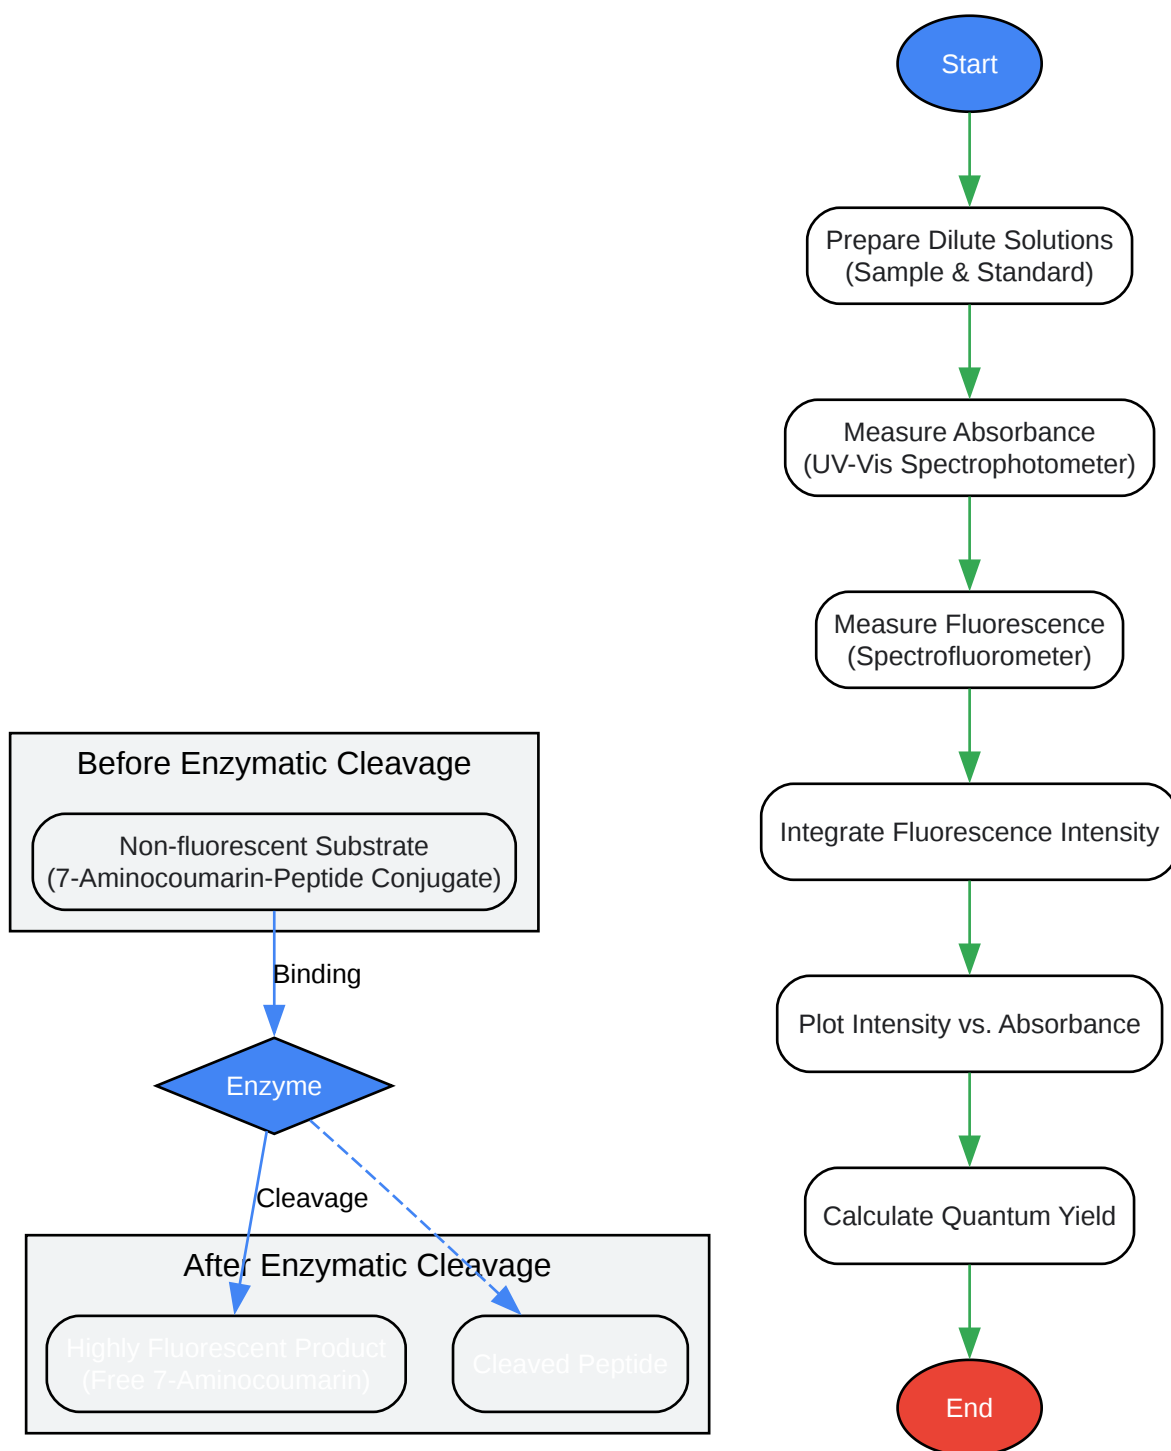 Start
Prepare Dilute Solutions
(Sample & Standard)
Measure Absorbance
(UV-Vis Spectrophotometer)
Measure Fluorescence
(Spectrofluorometer)
Integrate Fluorescence Intensity
Plot Intensity vs. Absorbance
Calculate Quantum Yield
End
Before Enzymatic Cleavage
Non-fluorescent Substrate
(7-Aminocoumarin-Peptide Conjugate)
Binding
Enzyme
Cleavage
After Enzymatic Cleavage
Highly Fluorescent Product
(Free 7-Aminocoumarin)
Cleaved Peptide